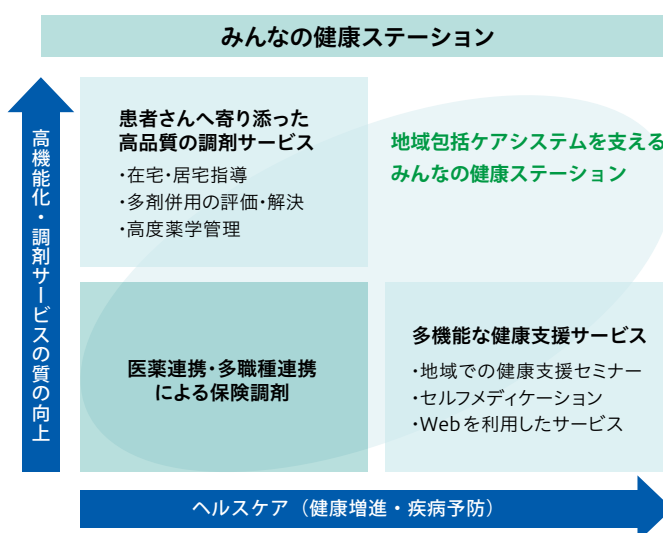 みんなの健康ステーション
高機能化・調剤サービスの質の向上
患者さんへ寄り添った
高品質の調剤サービス
・在宅・居宅指導
・多剤併用の評価・解決
・高度薬学管理
地域包括ケアシステムを支える
みんなの健康ステーション
医薬連携・多職種連携
による保険調剤
多機能な健康支援サービス
・地域での健康支援セミナー
・セルフメディケーション
・Webを利用したサービス
ヘルスケア（健康増進・疾病予防）